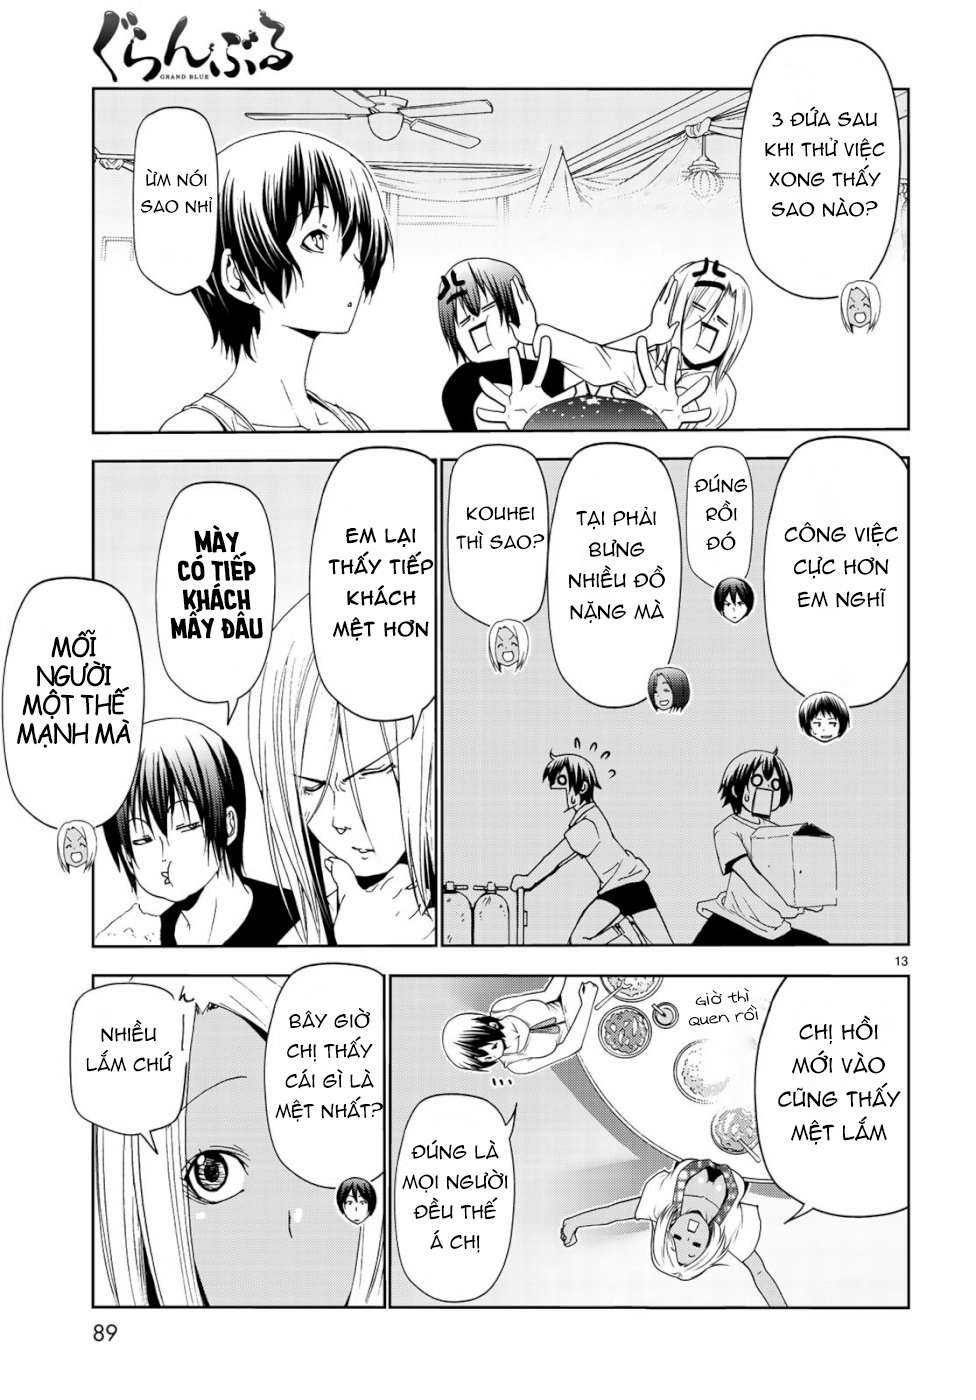 ぐらんぶる
GRAND BLUE
3 ĐỨA SAU
KHI THỬ VIỆC
XONG THẤY
SAO NÀO?
ỪM NÓI
SAO NHỈ
CÔNG VIỆC
CỰC HƠN
EM NGHĨ
ĐÚNG
RỒI
ĐÓ
TẠI PHẢI
BƯNG
NHIỀU ĐỒ
NẶNG MÀ
KOUHEI
THÌ SAO?
EM LẠI
THẤY TIẾP
KHÁCH
MỆT HƠN
MÀY
CÓ TIẾP
KHÁCH
MẤY ĐÂU
MỖI
NGƯỜI
MỘT THẾ
MẠNH MÀ
13
CHỊ HỒI
MỚI VÀO
CŨNG THẤY
MỆT LẮM
GIỜ THÌ
QUEN RỒI
ĐÚNG LÀ
MỌI NGƯỜI
ĐỀU THẾ
Á CHỊ
BÂY GIỜ
CHỊ THẤY
CÁI GÌ LÀ
MỆT NHẤT?
NHIỀU
LẮM CHỨ
89